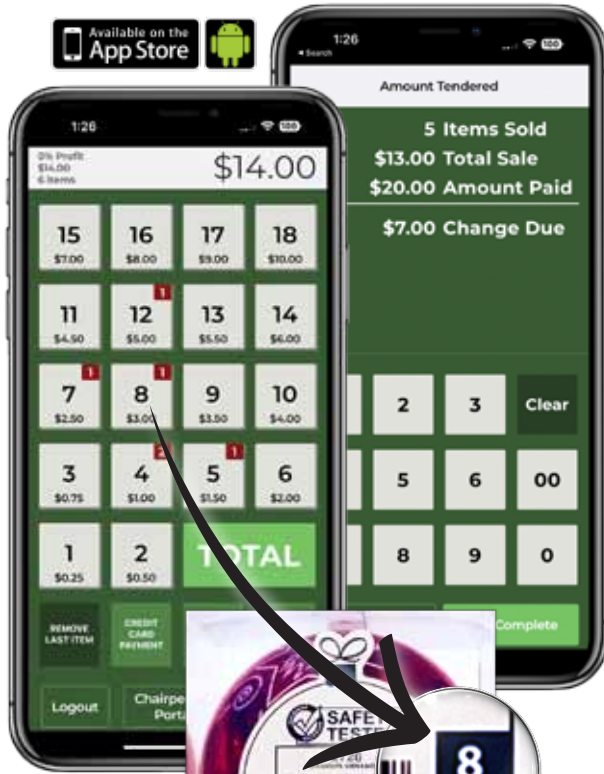 Available on the
App Store
1:26
Search
Amount Tendered
5 Items Sold
$13.00 Total Sale
$20.00 Amount Paid
$7.00 Change Due
2
3
Clear
5
6
00
8
9
0
Complete
1:26
0% Profit
$14.00
6 items
$14.00
15
$7.00
16
$8.00
17
$9.00
18
$10.00
11
$4.50
1
12
$5.00
13
$5.50
14
$6.00
1
7
$2.50
1
8
$3.00
9
$3.50
10
$4.00
3
$0.75
2
4
$1.00
1
5
$1.50
6
$2.00
1
$0.25
2
$0.50
TOTAL
REMOVE
LAST ITEM
CREDIT
CARD
PAYMENT
Logout
Chairpe
Porta
SAFET
TESTE
8